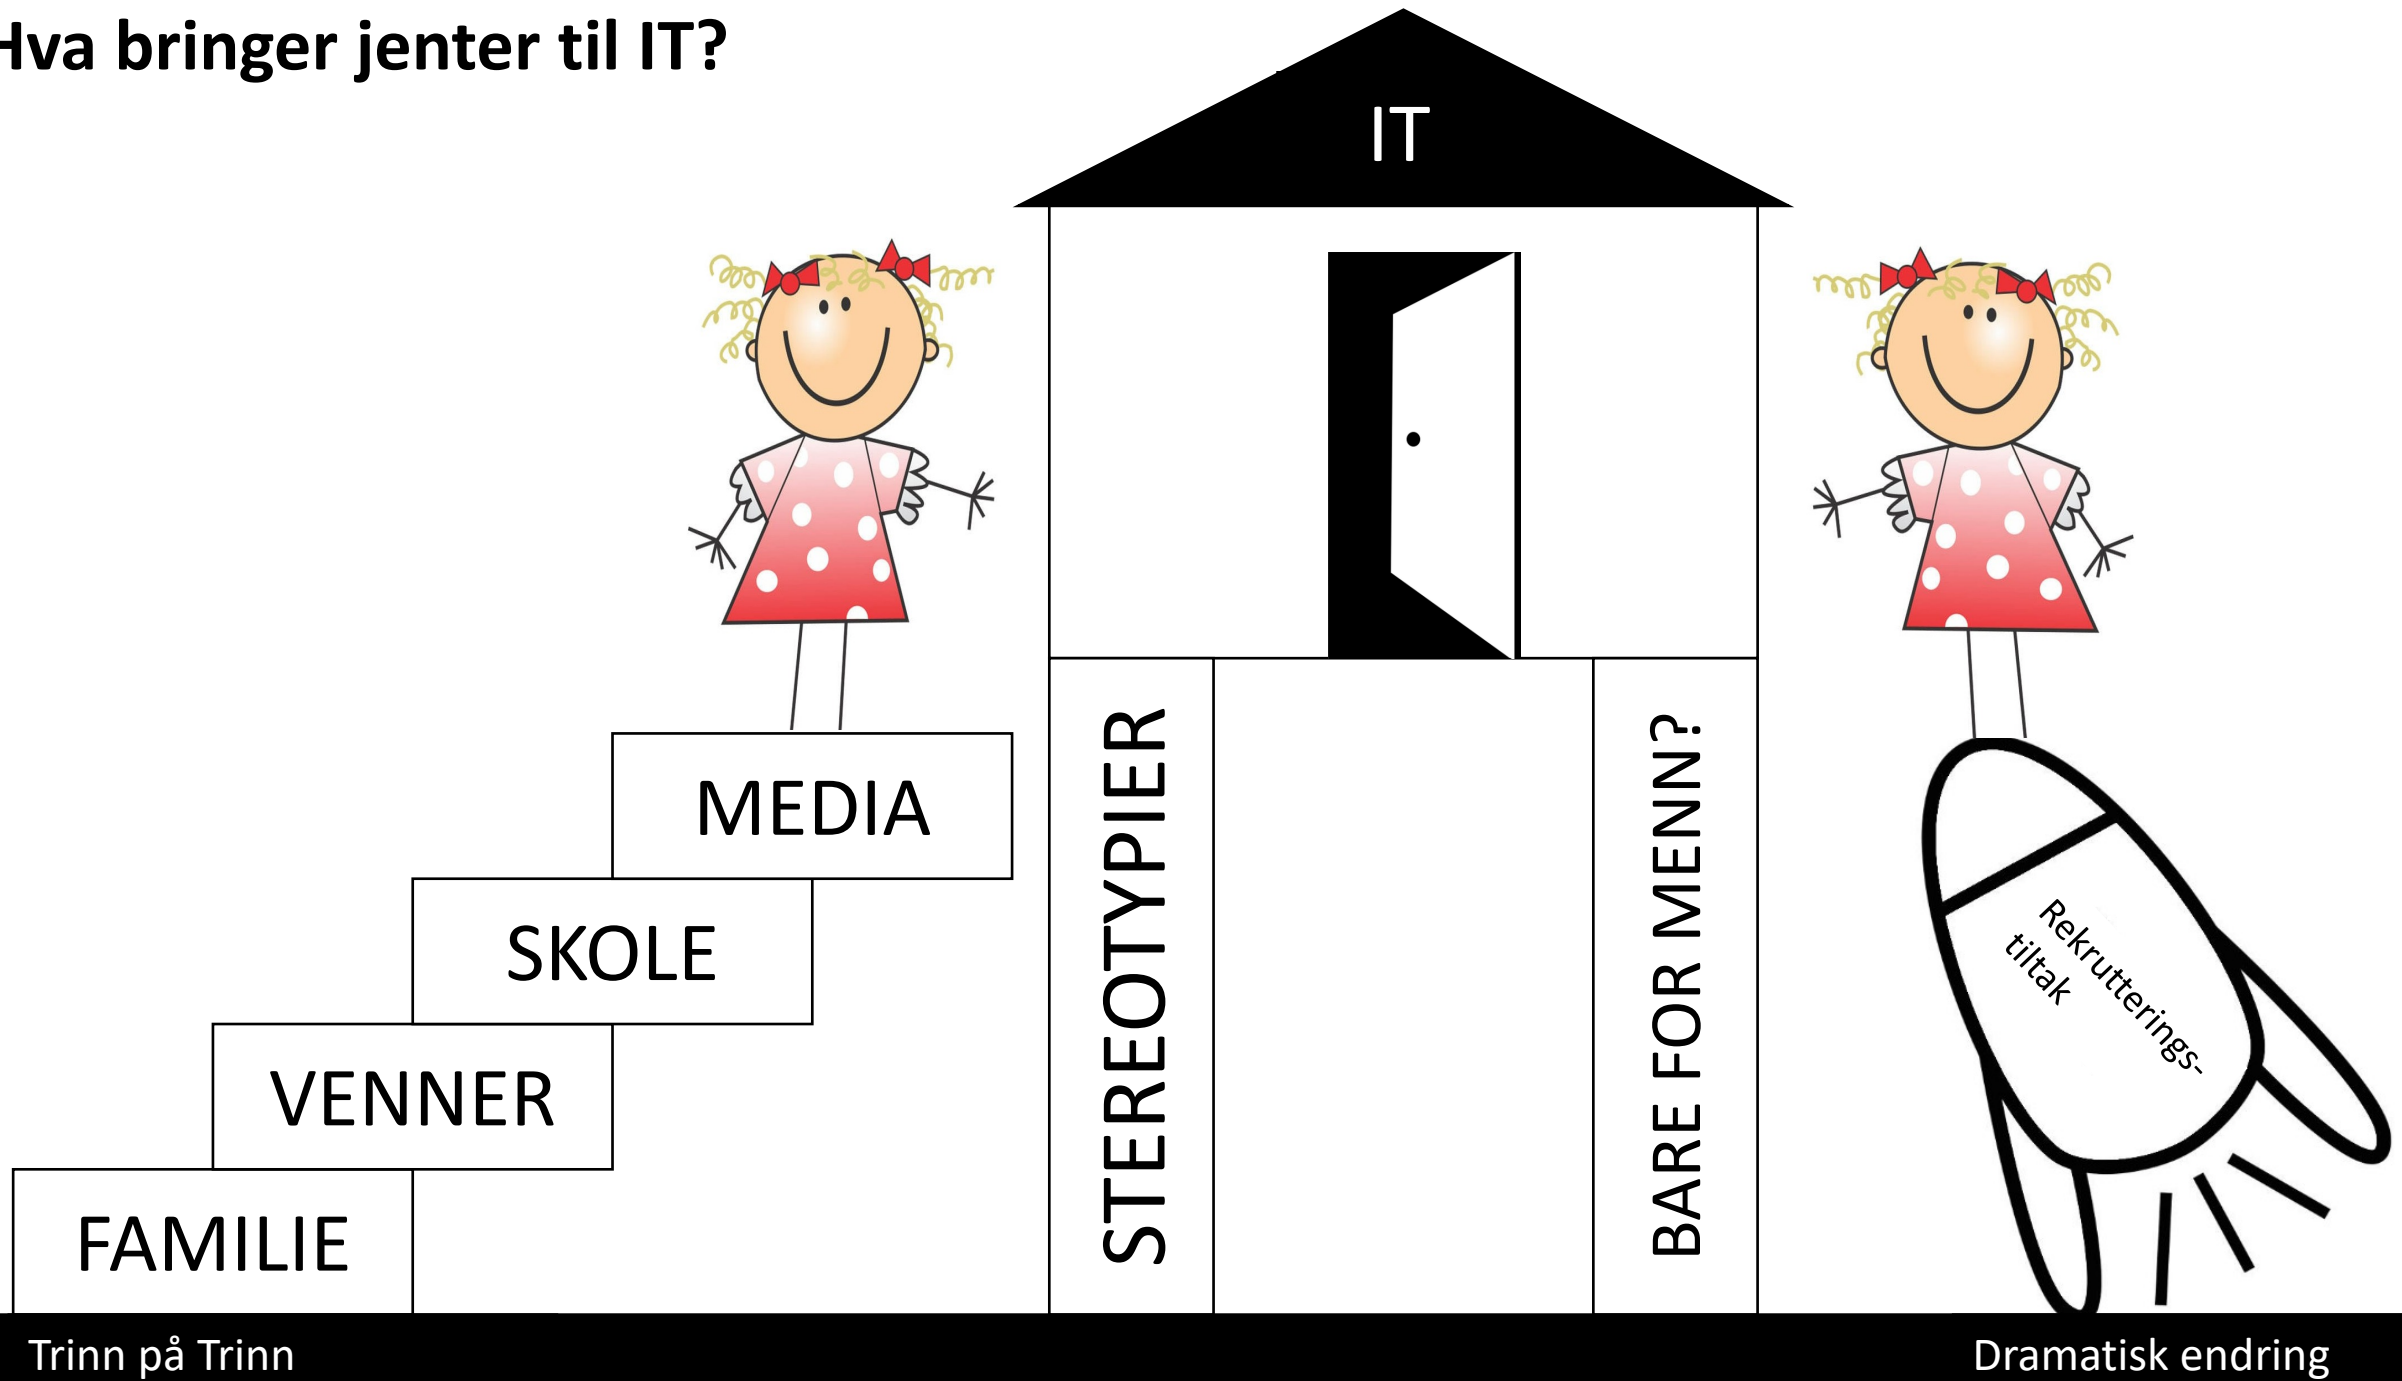 Hva bringer jenter til IT?
IT
MEDIA
SKOLE
VENNER
FAMILIE
STEREOTYPIER
BARE FOR MENN?
Rekrutterings-
tiltak
Trinn på Trinn
Dramatisk endring